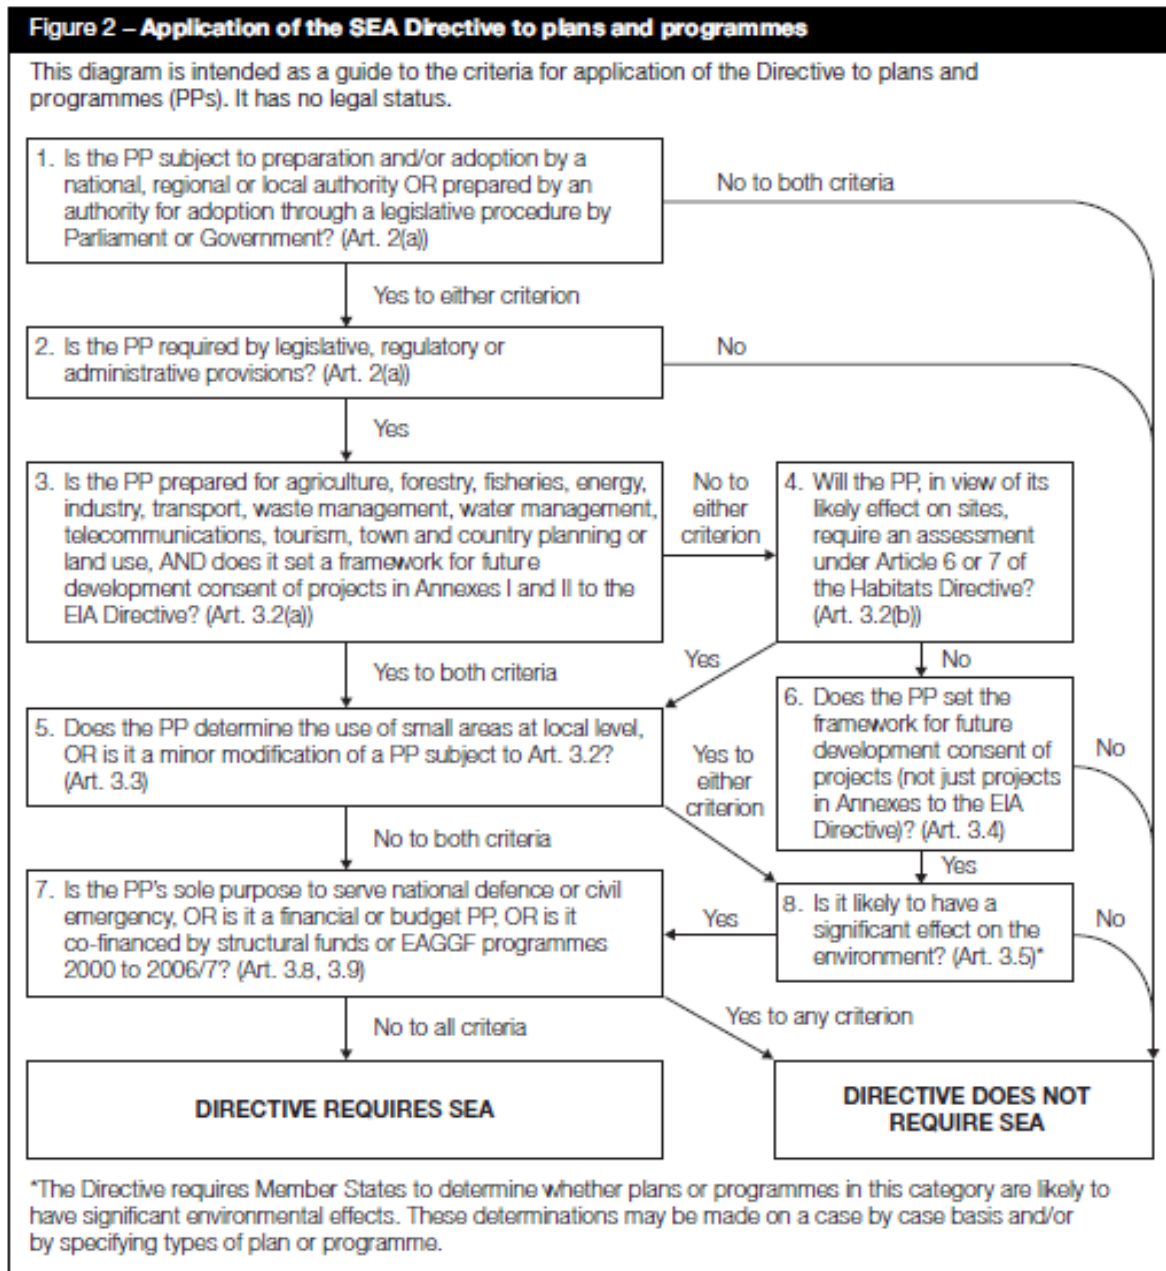 Figure 2 – Application of the SEA Directive to plans and programmes
This diagram is intended as a guide to the criteria for application of the Directive to plans and
programmes (PPs). It has no legal status.
1. Is the PP subject to preparation and/or adoption by a
national, regional or local authority OR prepared by an
authority for adoption through a legislative procedure by
Parliament or Government? (Art. 2(a))
No to both criteria
Yes to either criterion
2. Is the PP required by legislative, regulatory or
administrative provisions? (Art. 2(a))
No
Yes
3. Is the PP prepared for agriculture, forestry, fisheries, energy,
industry, transport, waste management, water management,
telecommunications, tourism, town and country planning or
land use, AND does it set a framework for future
development consent of projects in Annexes I and II to the
EIA Directive? (Art. 3.2(a))
No to
either
criterion
4. Will the PP, in view of its
likely effect on sites,
require an assessment
under Article 6 or 7 of
the Habitats Directive?
(Art. 3.2(b))
Yes to both criteria
Yes
No
5. Does the PP determine the use of small areas at local level,
OR is it a minor modification of a PP subject to Art. 3.2?
(Art. 3.3)
Yes to
either
criterion
6. Does the PP set the
framework for future
development consent of
projects (not just projects
in Annexes to the EIA
Directive)? (Art. 3.4)
No
No to both criteria
Yes
7. Is the PP's sole purpose to serve national defence or civil
emergency, OR is it a financial or budget PP, OR is it
co-financed by structural funds or EAGGF programmes
2000 to 2006/7? (Art. 3.8, 3.9)
Yes
8. Is it likely to have a
significant effect on the
environment? (Art. 3.5)*
No
No to all criteria
Yes to any criterion
DIRECTIVE REQUIRES SEA
DIRECTIVE DOES NOT
REQUIRE SEA
*The Directive requires Member States to determine whether plans or programmes in this category are likely to
have significant environmental effects. These determinations may be made on a case by case basis and/or
by specifying types of plan or programme.